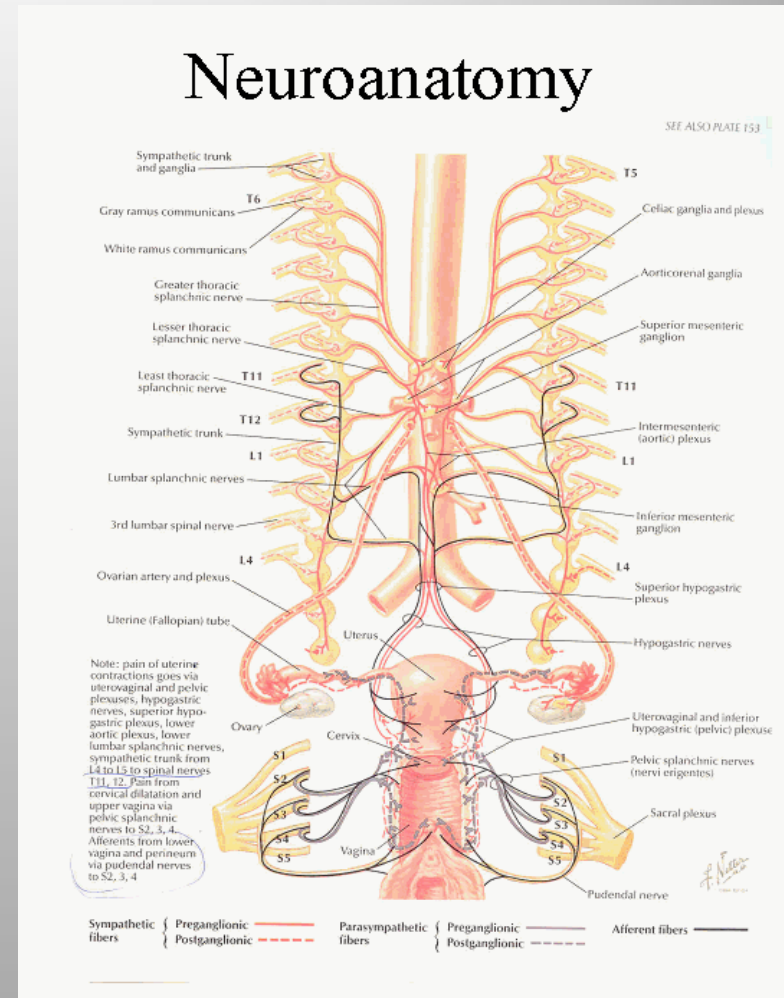 Neuroanatomy
SEE ALSO PLATE 153
Sympathetic trunk
and ganglia
T6
Gray ramus communicans
White ramus communicans
Greater thoracic
splanchnic nerve
Lesser thoracic
splanchnic nerve
Least thoracic
splanchnic nerve
T11
T12
Sympathetic trunk
L1
Lumbar splanchnic nerves
3rd lumbar spinal nerve
L4
Ovarian artery and plexus
Uterine (Fallopian) tube
Uterus
Ovary
Cervix
Vagina
S1
S2
S3
S4
S5
T5
Celiac ganglia and plexus
Aorticorenal ganglia
Superior mesenteric
ganglion
T11
Intermesenteric
(aortic) plexus
L1
Inferior mesenteric
ganglion
L4
Superior hypogastric
plexus
Hypogastric nerves
Uterovaginal and inferior
hypogastric (pelvic) plexuse
Pelvic splanchnic nerves
(nervi erigentes)
S1
S2
S3
S4
S5
Sacral plexus
Pudendal nerve
Note: pain of uterine
contractions goes via
uterovaginal and pelvic
plexuses, hypogastric
nerves, superior hypo-
gastric plexus, lower
aortic plexus, lower
lumbar splanchnic nerves,
sympathetic trunk from
L4 to L5 to spinal nerves
T11, 12. Pain from
cervical dilatation and
upper vagina via
pelvic splanchnic
nerves to S2, 3, 4.
Afferents from lower
vagina and perineum
via pudendal nerves
to S2, 3, 4
F. Netter
Sympathetic
fibers
Preganglionic
Postganglionic
Parasympathetic
fibers
Preganglionic
Postganglionic
Afferent fibers